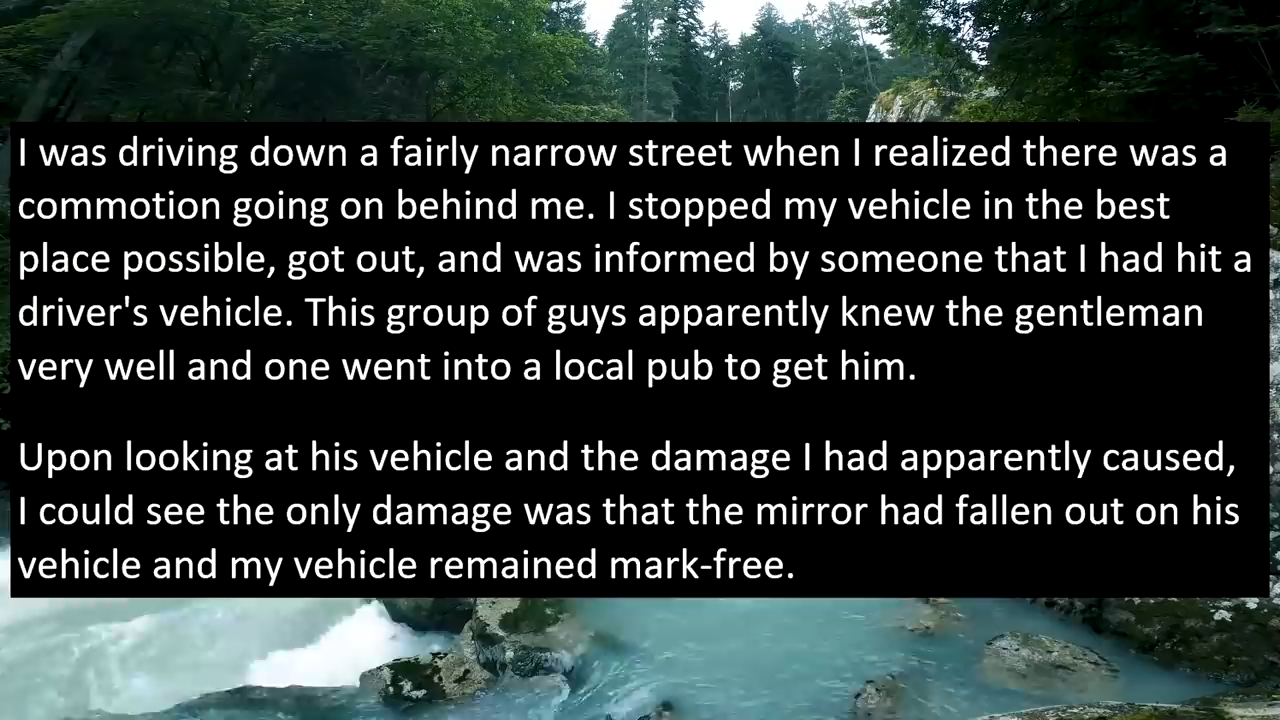 I was driving down a fairly narrow street when I realized there was a
commotion going on behind me. I stopped my vehicle in the best
place possible, got out, and was informed by someone that I had hit a
driver's vehicle. This group of guys apparently knew the gentleman
very well and one went into a local pub to get him.
Upon looking at his vehicle and the damage I had apparently caused,
I could see the only damage was that the mirror had fallen out on his
vehicle and my vehicle remained mark-free.